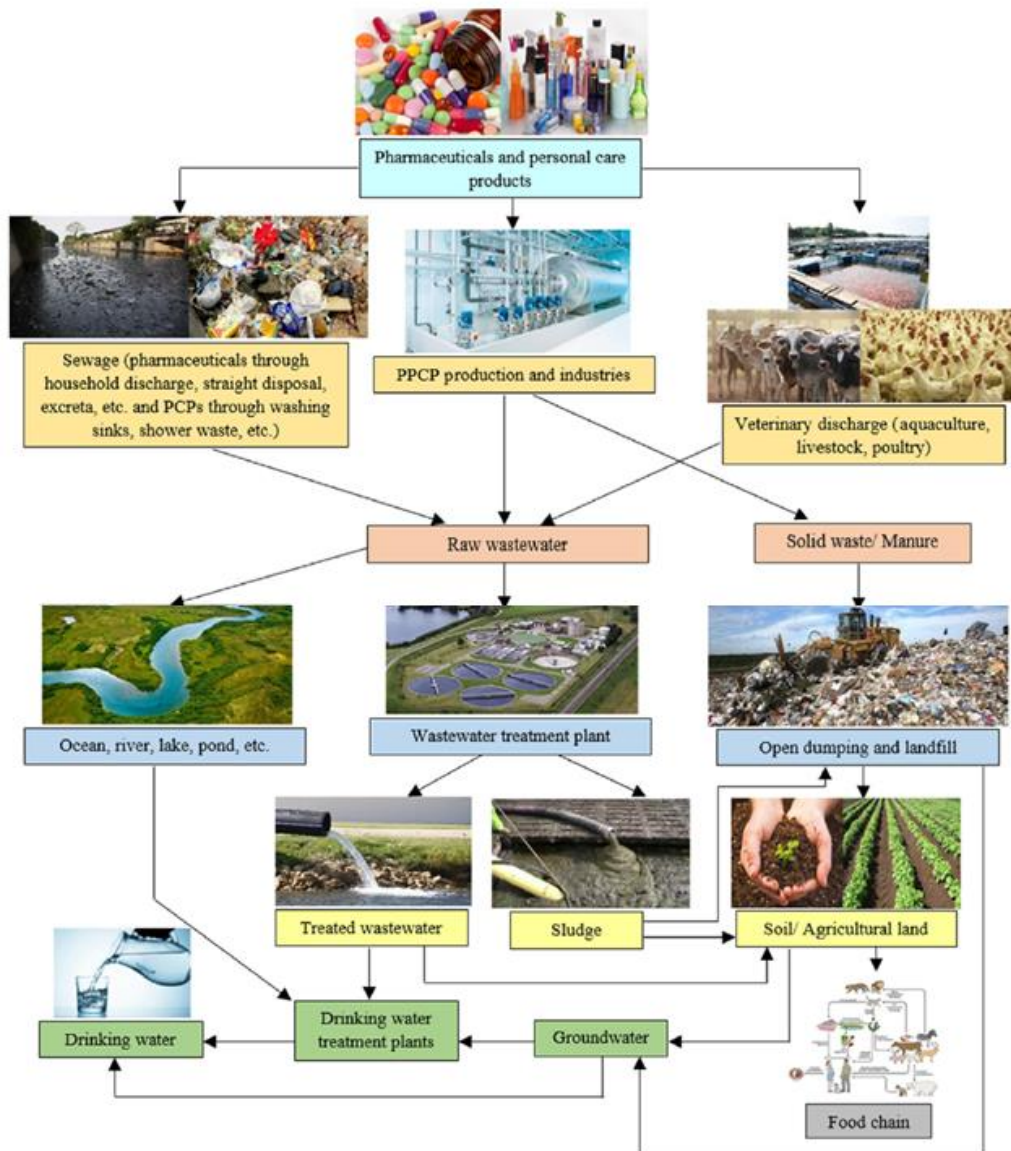 Pharmaceuticals and personal care
products
Sewage (pharmaceuticals through
household discharge, straight disposal,
excreta, etc. and PCPs through washing
sinks, shower waste, etc.)
PPCP production and industries
Veterinary discharge (aquaculture,
livestock, poultry)
Raw wastewater
Solid waste/ Manure
Ocean, river, lake, pond, etc.
Wastewater treatment plant
Open dumping and landfill
Treated wastewater
Sludge
Soil/ Agricultural land
Drinking water
Drinking water
treatment plants
Groundwater
Food chain